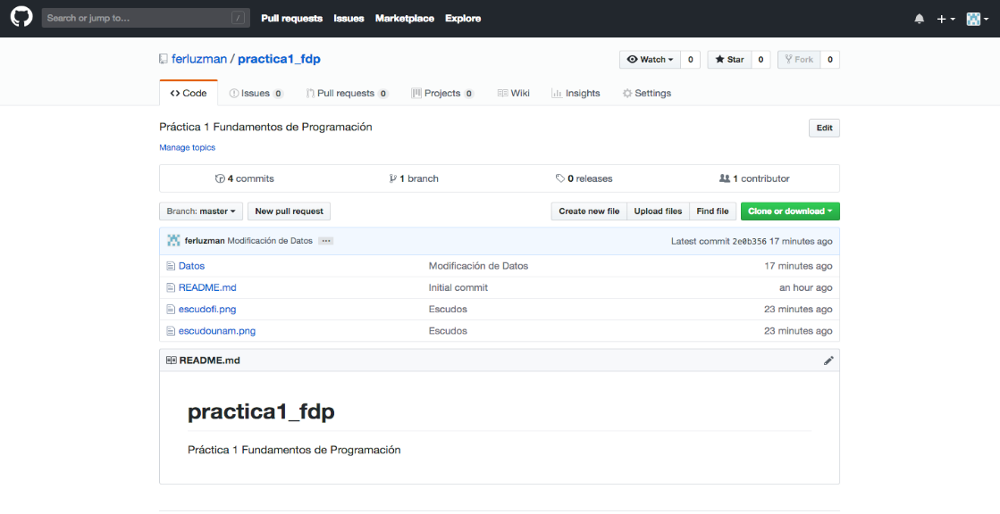 Search or jump to... / Pull requests Issues Marketplace Explore
ferluzman / practica1_fdp Watch 0 Star 0 Fork 0
Code Issues 0 Pull requests 0 Projects 0 Wiki Insights Settings
Práctica 1 Fundamentos de Programación Edit
Manage topics
4 commits 1 branch 0 releases 1 contributor
Branch: master New pull request Create new file Upload files Find file Clone or download
ferluzman Modificación de Datos ... Latest commit 2e0b356 17 minutes ago
Datos Modificación de Datos 17 minutes ago
README.md Initial commit an hour ago
escudofi.png Escudos 23 minutes ago
escudounam.png Escudos 23 minutes ago
README.md
practica1_fdp
Práctica 1 Fundamentos de Programación